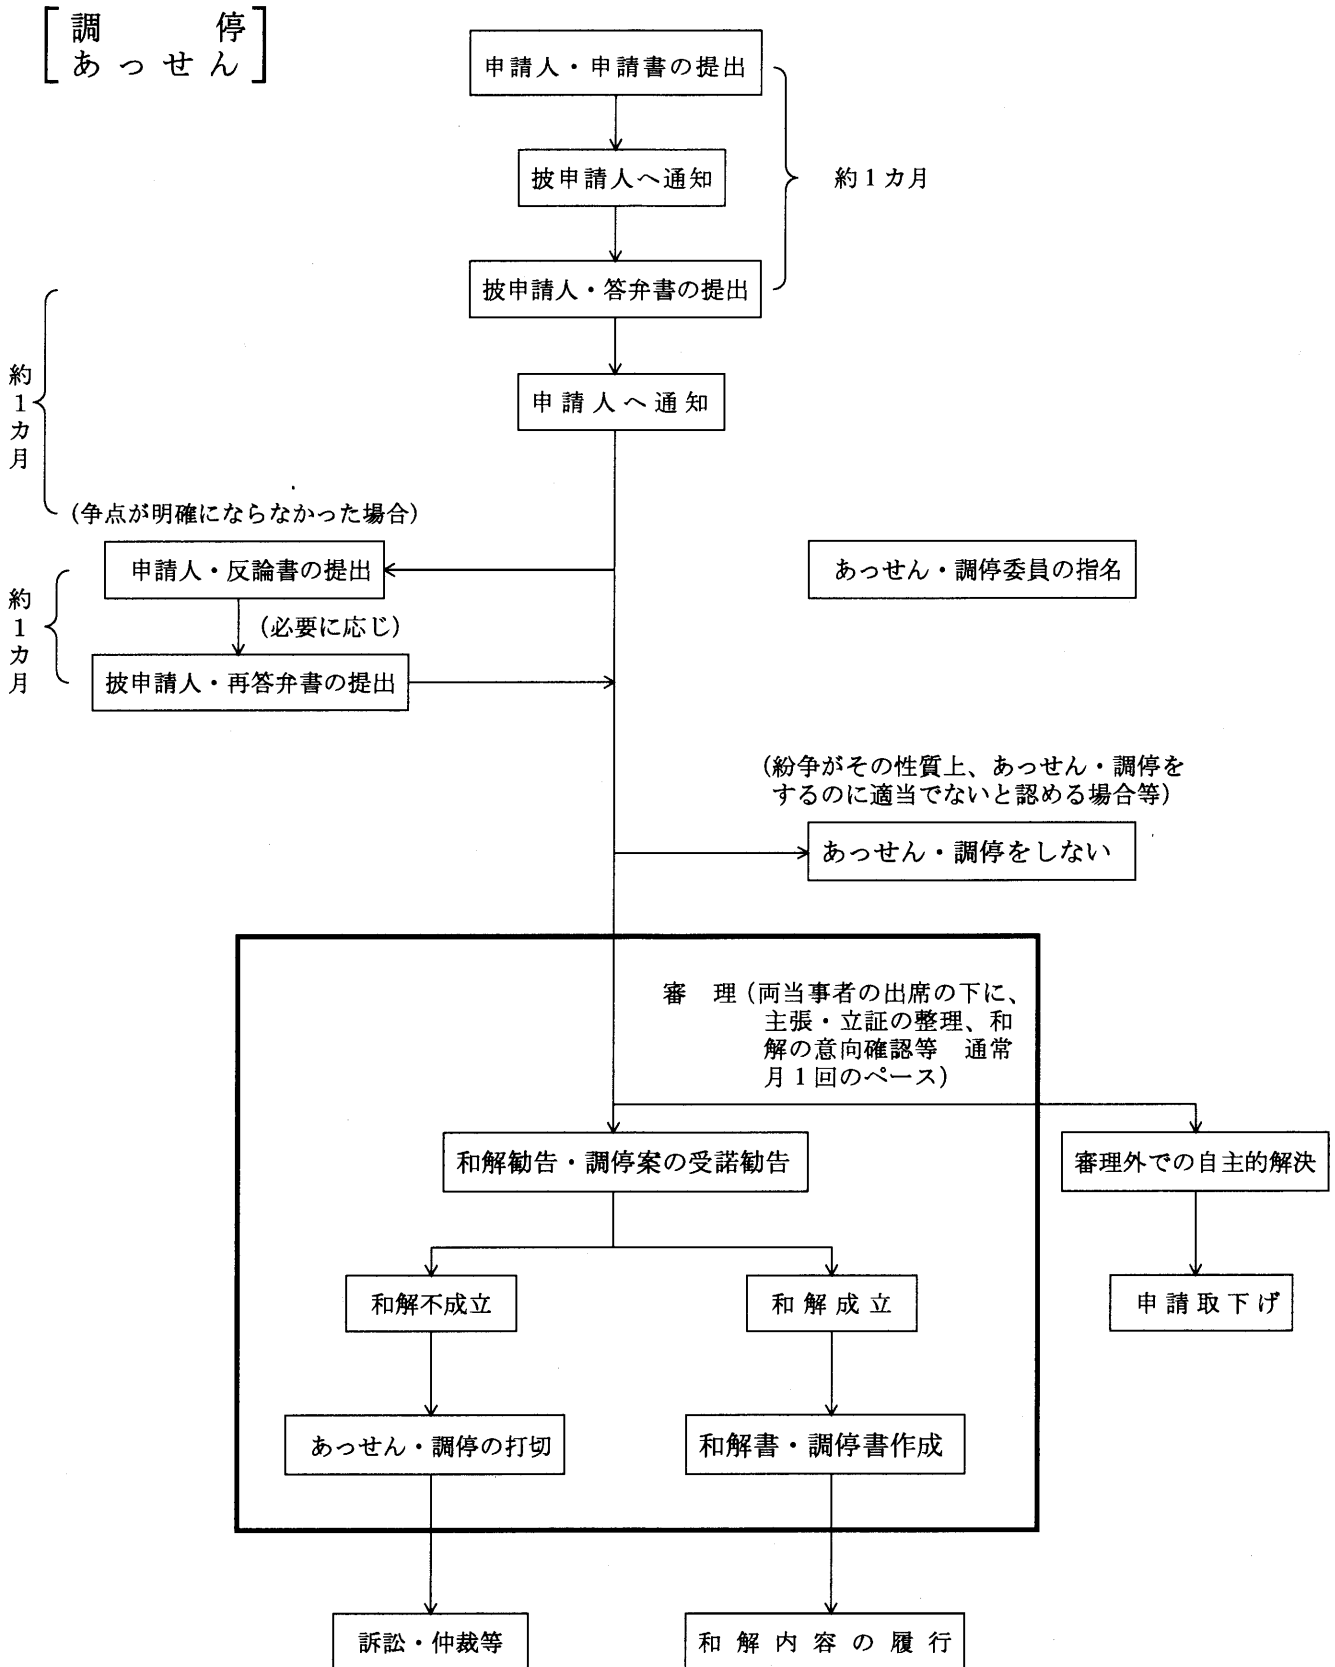 調停
あっせん
申請人・申請書の提出
披申請人へ通知
約1カ月
披申請人・答弁書の提出
申請人へ通知
約1カ月
(争点が明確にならなかった場合)
申請人・反論書の提出
あっせん・調停委員の指名
約1カ月
(必要に応じ)
披申請人・再答弁書の提出
(紛争がその性質上、あっせん・調停を
するのに適当でないと認める場合等)
あっせん・調停をしない
審理(両当事者の出席の下に、
主張・立証の整理、和
解の意向確認等 通常
月1回のペース)
和解勧告・調停案の受諾勧告
審理外での自主的解決
和解不成立
和解成立
申請取下げ
あっせん・調停の打切
和解書・調停書作成
訴訟・仲裁等
和解内容の履行